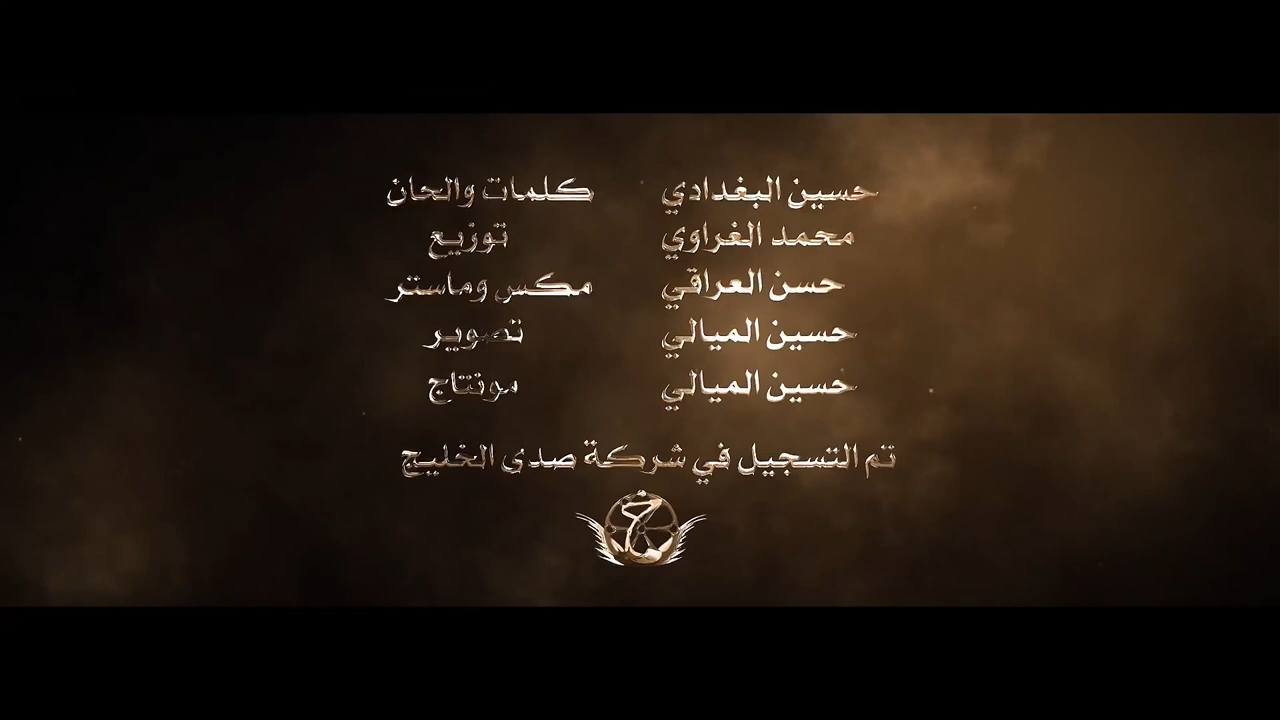 حسين البغدادي كلمات والحان
محمد الغراوي توزيع
حسن العراقي مكس وماستر
حسين الميالي تصوير
حسين الميالي مونتاج
تم التسجيل في شركة صدى الخليج